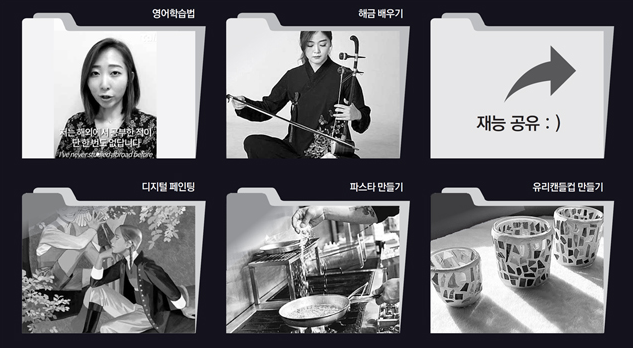 영어학습법
해금 배우기
저는 해외에서 공부한 적이
단 한 번도 없답니다
I've never studied abroad before
재능 공유 : )
디지털 페인팅
파스타 만들기
유리캔들컵 만들기